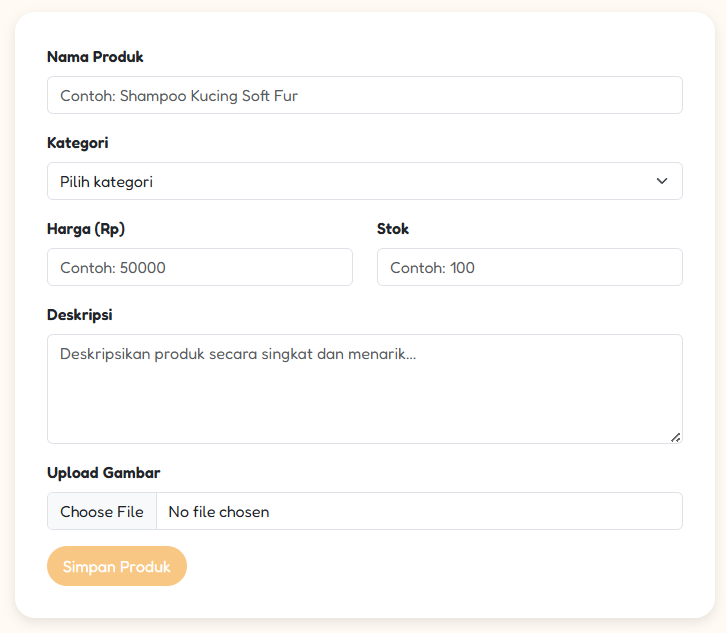 Nama Produk
Contoh: Shampoo Kucing Soft Fur
Kategori
Pilih kategori
Harga (Rp)
Stok
Contoh: 50000
Contoh: 100
Deskripsi
Deskripsikan produk secara singkat dan menarik...
Upload Gambar
Choose File No file chosen
Simpan Produk